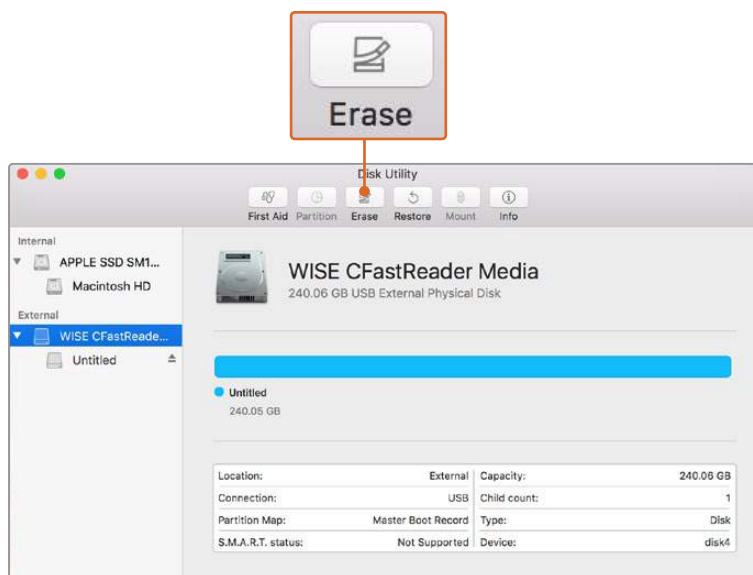 Erase
Disk Utility
First Aid Partition Erase Restore Mount Info
Internal
APPLE SSD SM1...
Macintosh HD
External
WISE CFastReade...
Untitled
WISE CFastReader Media
240.06 GB USB External Physical Disk
Untitled
240.05 GB
Location: External Capacity: 240.06 GB
Connection: USB Child count: 1
Partition Map: Master Boot Record Type: Disk
S.M.A.R.T. status: Not Supported Device: disk4